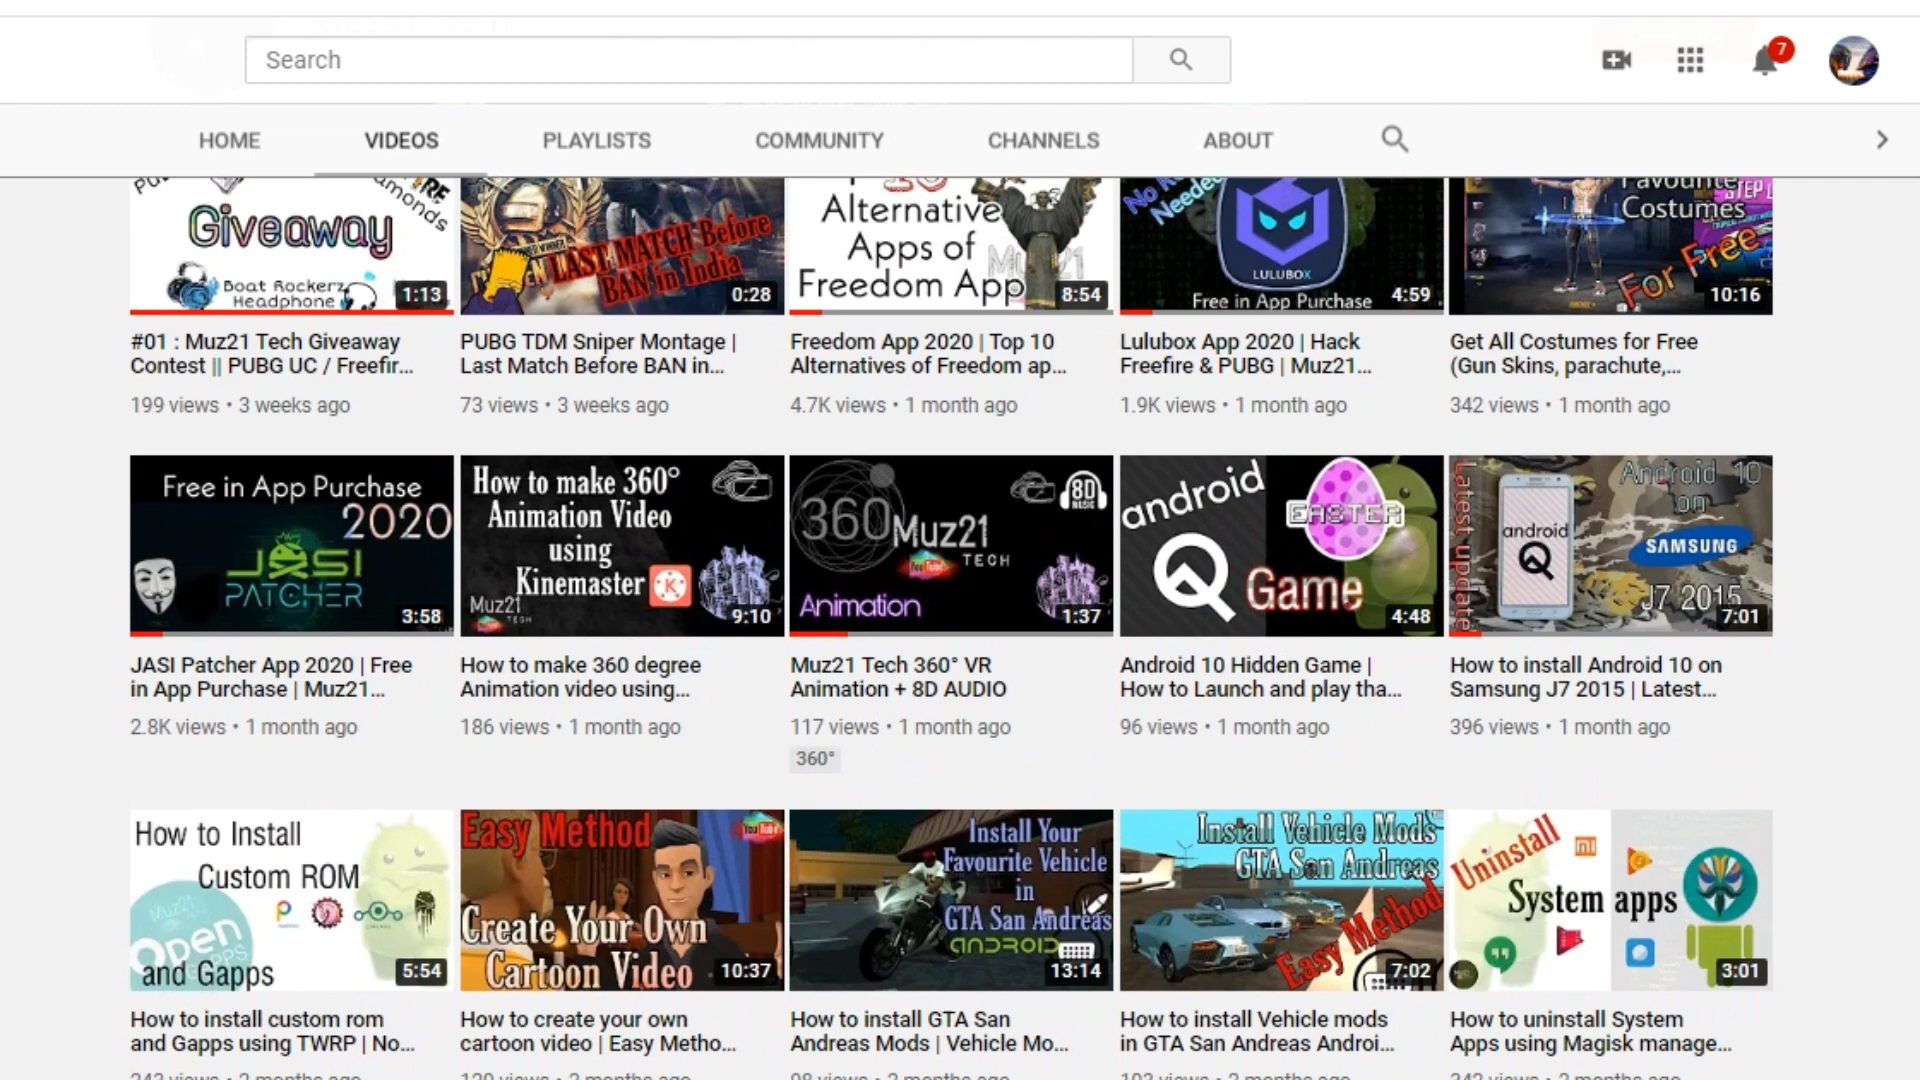 Search
7
HOME VIDEOS PLAYLISTS COMMUNITY CHANNELS ABOUT
Giveaway
Boat Rockerz
Headphone
1:13
LAST MATCH Before
BAN in India
0:28
10
Alternative
Apps of
Freedom App
8:54
Needed
LULUBOX
Free in App Purchase
4:59
Favourite
Costumes
For Free
10:16
#01 : Muz21 Tech Giveaway
Contest || PUBG UC / Freefir...
199 views • 3 weeks ago
PUBG TDM Sniper Montage |
Last Match Before BAN in...
73 views • 3 weeks ago
Freedom App 2020 | Top 10
Alternatives of Freedom ap...
4.7K views • 1 month ago
Lulubox App 2020 | Hack
Freefire & PUBG | Muz21...
1.9K views • 1 month ago
Get All Costumes for Free
(Gun Skins, parachute,...
342 views • 1 month ago
Free in App Purchase
2020
JASI
PATCHER
3:58
How to make 360°
Animation Video
using
Kinemaster
Muz21
TECH
9:10
360 Muz21
TECH
YouTube
8D
MUSIC
Animation
1:37
android
EASTER
Game
4:48
Latest update
Android 10
on
android
SAMSUNG
J7 2015
7:01
JASI Patcher App 2020 | Free
in App Purchase | Muz21...
2.8K views • 1 month ago
How to make 360 degree
Animation video using...
186 views • 1 month ago
Muz21 Tech 360° VR
Animation + 8D AUDIO
117 views • 1 month ago
360°
Android 10 Hidden Game |
How to Launch and play tha...
96 views • 1 month ago
How to install Android 10 on
Samsung J7 2015 | Latest...
396 views • 1 month ago
How to Install
Custom ROM
Muz21
Open
GAPPS
and Gapps
5:54
Easy Method
YouTube
Create Your Own
Cartoon Video
10:37
Install Your
Favourite Vehicle
in
GTA San Andreas
ANDROID
13:14
Install Vehicle Mods
GTA San Andreas
Easy Method
7:02
Uninstall
System apps
3:01
How to install custom rom
and Gapps using TWRP | No...
How to create your own
cartoon video | Easy Metho...
How to install GTA San
Andreas Mods | Vehicle Mo...
How to install Vehicle mods
in GTA San Andreas Androi...
How to uninstall System
Apps using Magisk manage...